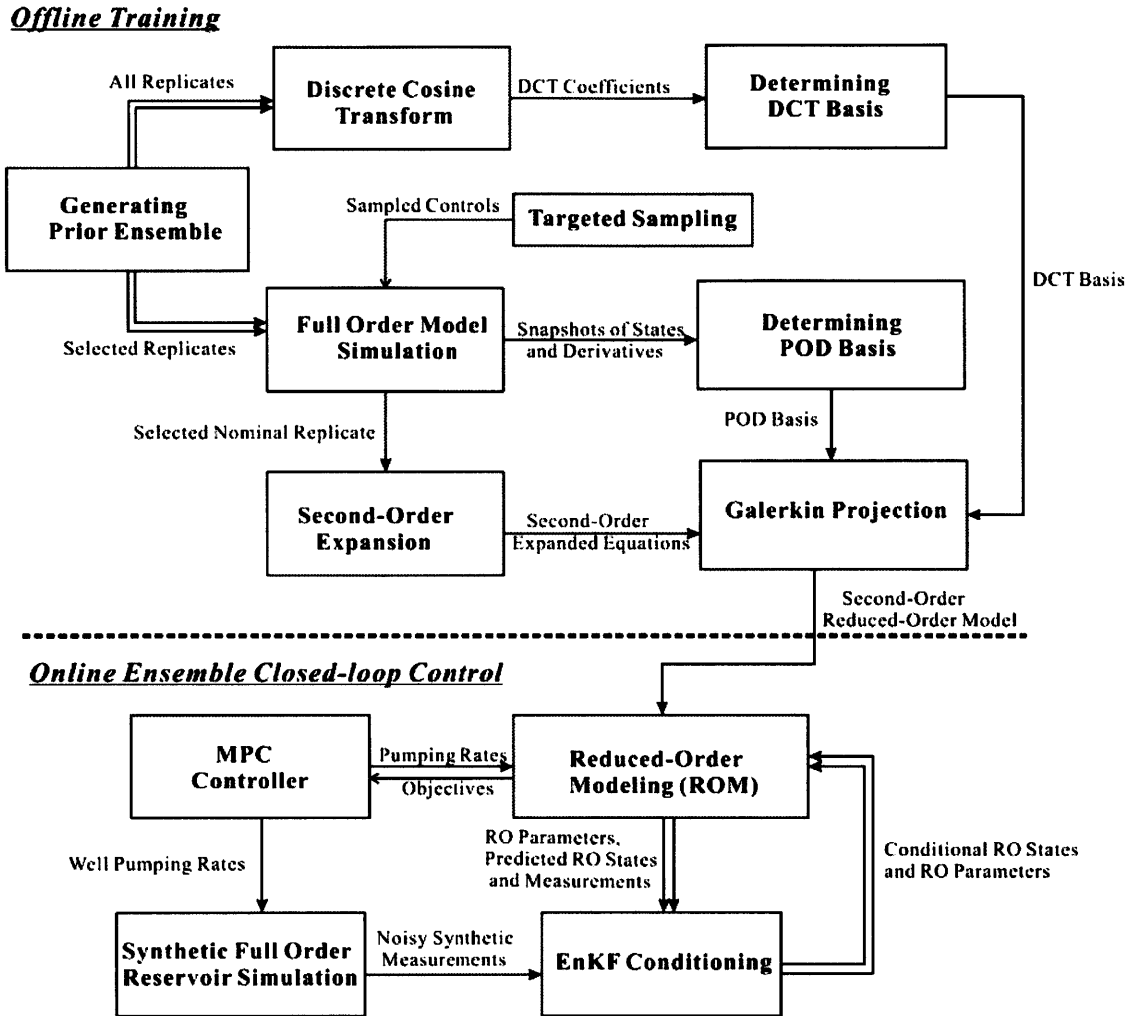 Offline Training
All Replicates
Discrete Cosine
Transform
DCT Coefficients
Determining
DCT Basis
Generating
Prior Ensemble
Sampled Controls
Targeted Sampling
DCT Basis
Selected Replicates
Full Order Model
Simulation
Snapshots of States
and Derivatives
Determining
POD Basis
Selected Nominal Replicate
POD Basis
Second-Order
Expansion
Second-Order
Expanded Equations
Galerkin Projection
Second-Order
Reduced-Order Model
Online Ensemble Closed-loop Control
MPC
Controller
Pumping Rates
Objectives
Reduced-Order
Modeling (ROM)
Well Pumping Rates
RO Parameters,
Predicted RO States
and Measurements
Conditional RO States
and RO Parameters
Synthetic Full Order
Reservoir Simulation
Noisy Synthetic
Measurements
EnKF Conditioning